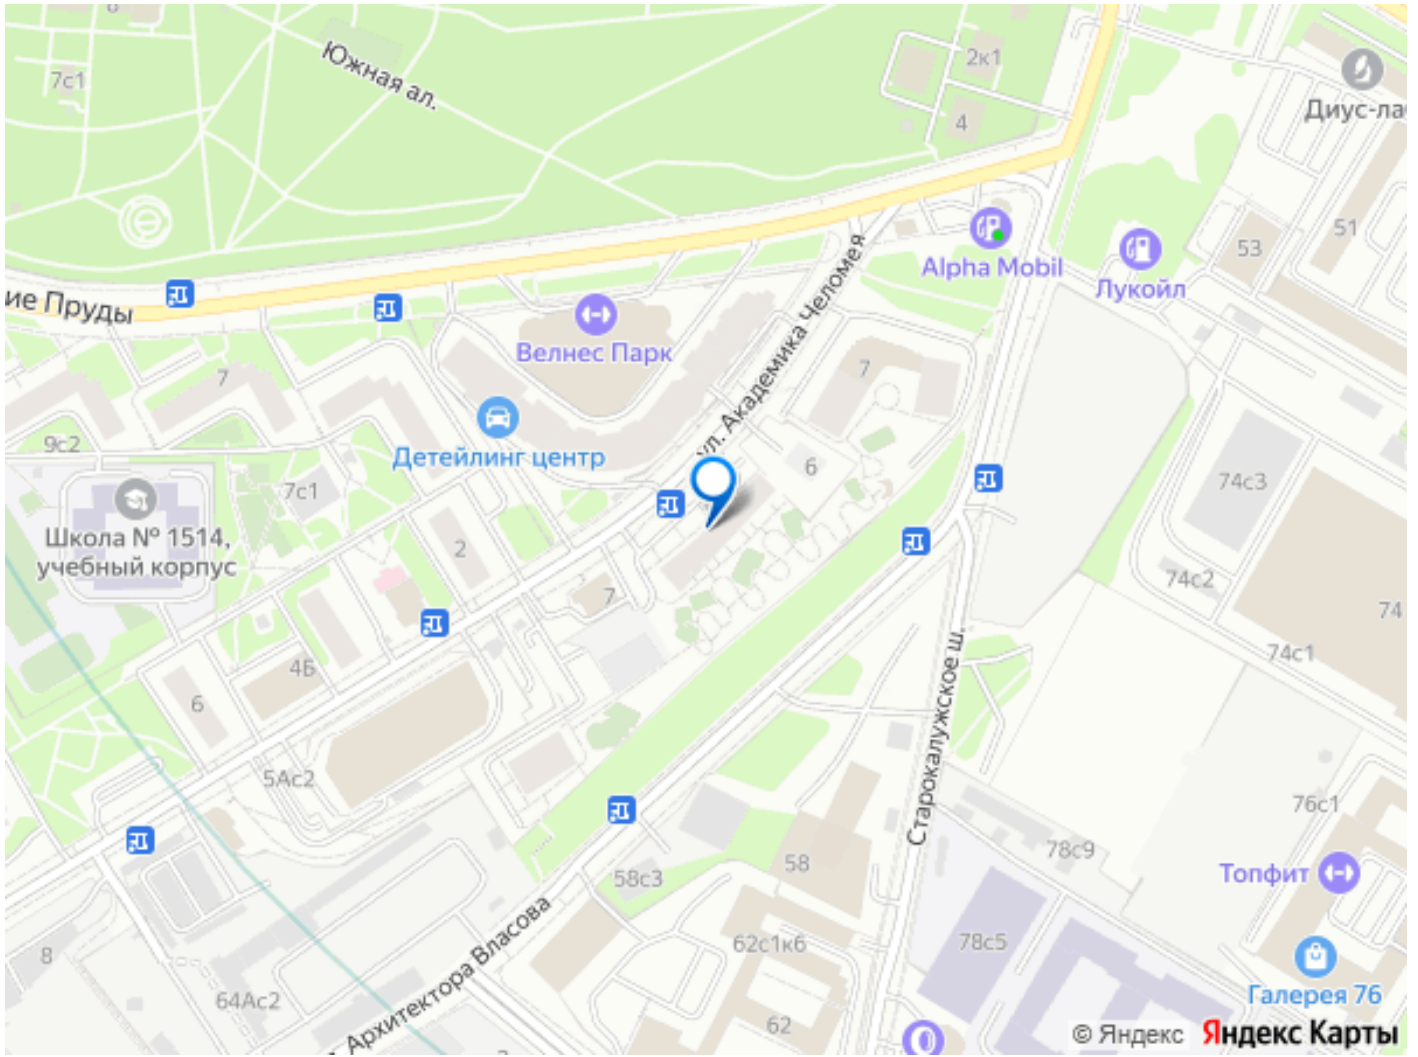 7с1
Южная ал.
2к1
4
Диус-ла
51
53
Alpha Mobil
Лукойл
ие Пруды
Велнес Парк
ул. Академика Челомея
7
7
9с2
Детейлинг центр
6
7с1
74с3
Школа № 1514,
учебный корпус
2
7
74с2
74
74с1
4Б
6
Старокалужское ш.
5Ас2
76с1
78с9
Топфит
58
58с3
62с1к6
78с5
8
64Ас2
Архитектора Власова
Галерея 76
62
© Яндекс Яндекс Карты